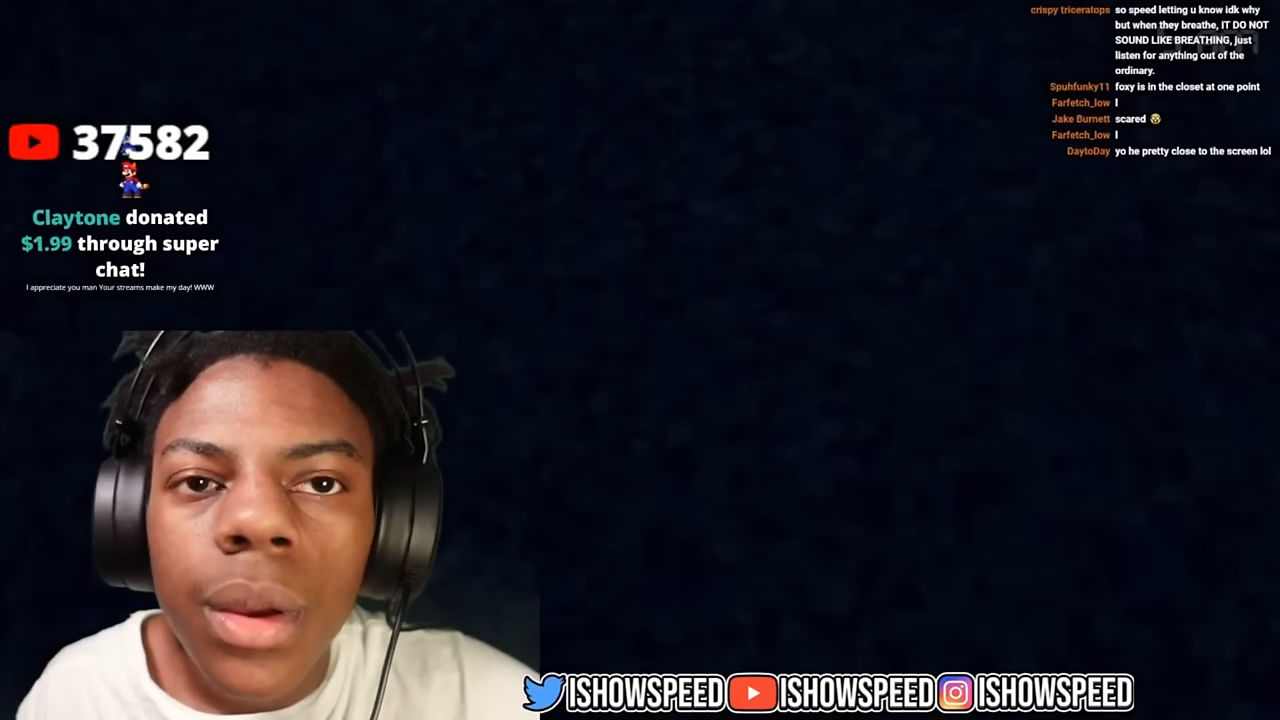 37582
Claytone donated
$1.99 through super
chat!
I appreciate you man Your streams make my day! WWW
crispy triceratops so speed letting u know idk why
but when they breathe, IT DO NOT
SOUND LIKE BREATHING, just
listen for anything out of the
ordinary.
Spuhfunky11 foxy is in the closet at one point
Farfetch_low I
Jake Burnett scared
Farfetch_low I
DaytoDay yo he pretty close to the screen lol
ISHOWSPEED ISHOWSPEED ISHOWSPEED